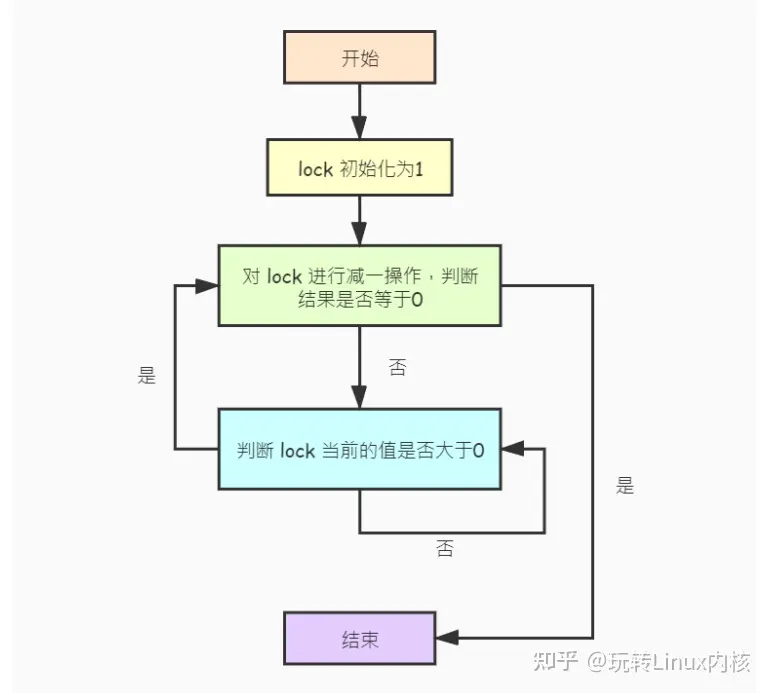 开始
lock 初始化为1
对 lock 进行减一操作，判断
结果是否等于0
否
是
判断 lock 当前的值是否大于0
是
否
结束
知乎 @玩转Linux内核